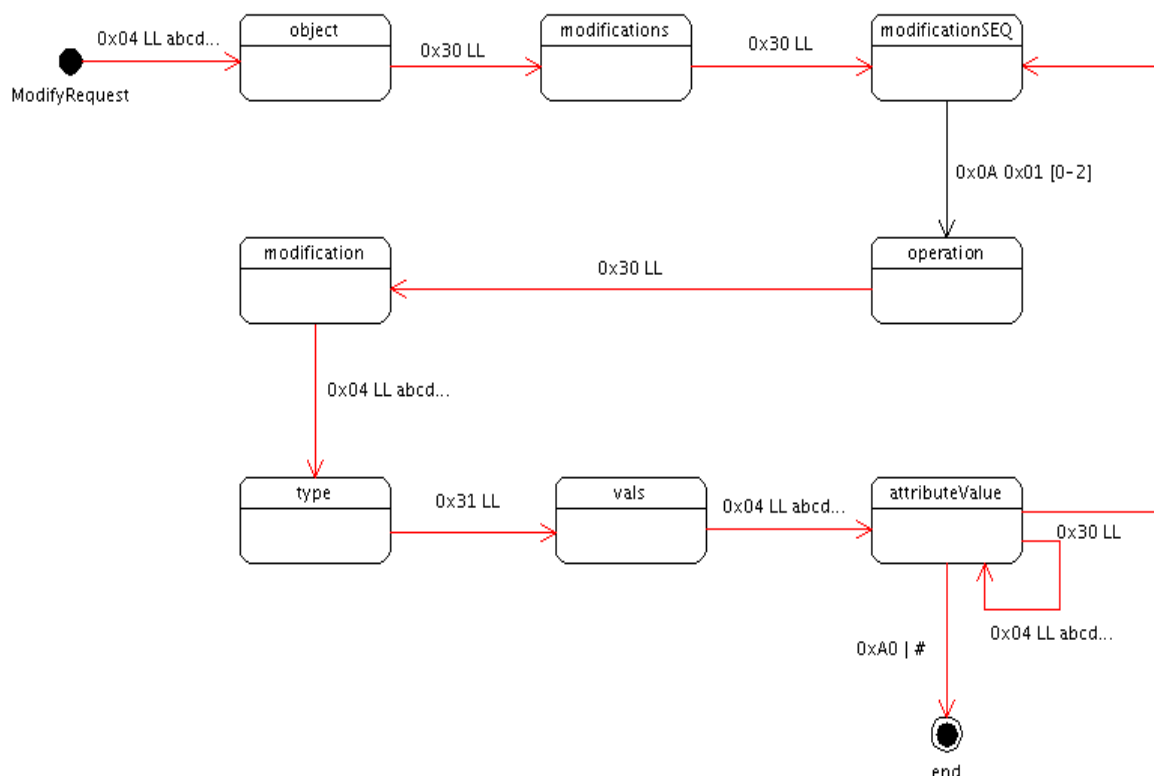 0x04 LL abcd...
object
modifications
modificationSEQ
0x30 LL
0x30 LL
ModifyRequest
0x0A 0x01 [0-2]
modification
operation
0x30 LL
0x04 LL abcd...
type
vals
attributeValue
0x31 LL
0x04 LL abcd...
0x30 LL
0x04 LL abcd...
0xA0 | #
end